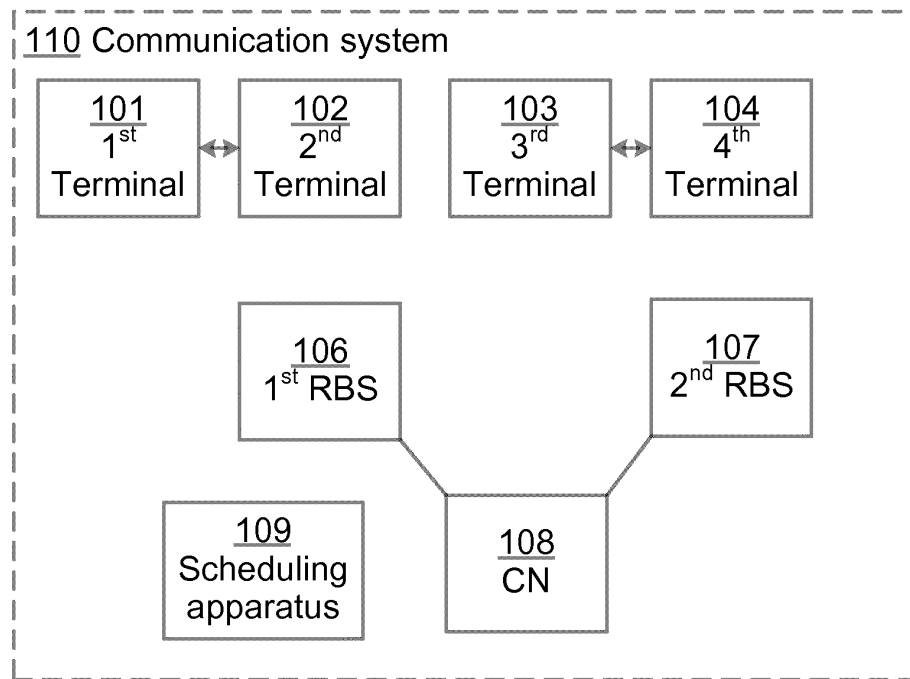 110 Communication system
101
1st
Terminal
102
2nd
Terminal
103
3rd
Terminal
104
4th
Terminal
106
1st RBS
107
2nd RBS
109
Scheduling
apparatus
108
CN